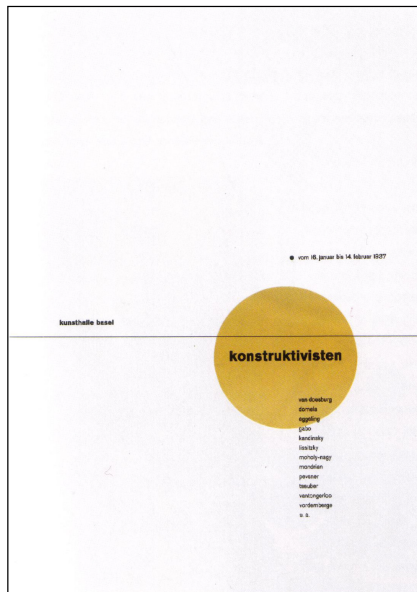 vom 16. januar bis 14. februar 1937
kunsthalle basel
konstruktivisten
van doesburg
domela
eggeling
gabo
kandinsky
lissitzky
moholy-nagy
mondrian
pevsner
taeuber
vantongerloo
vordemberge
u. a.